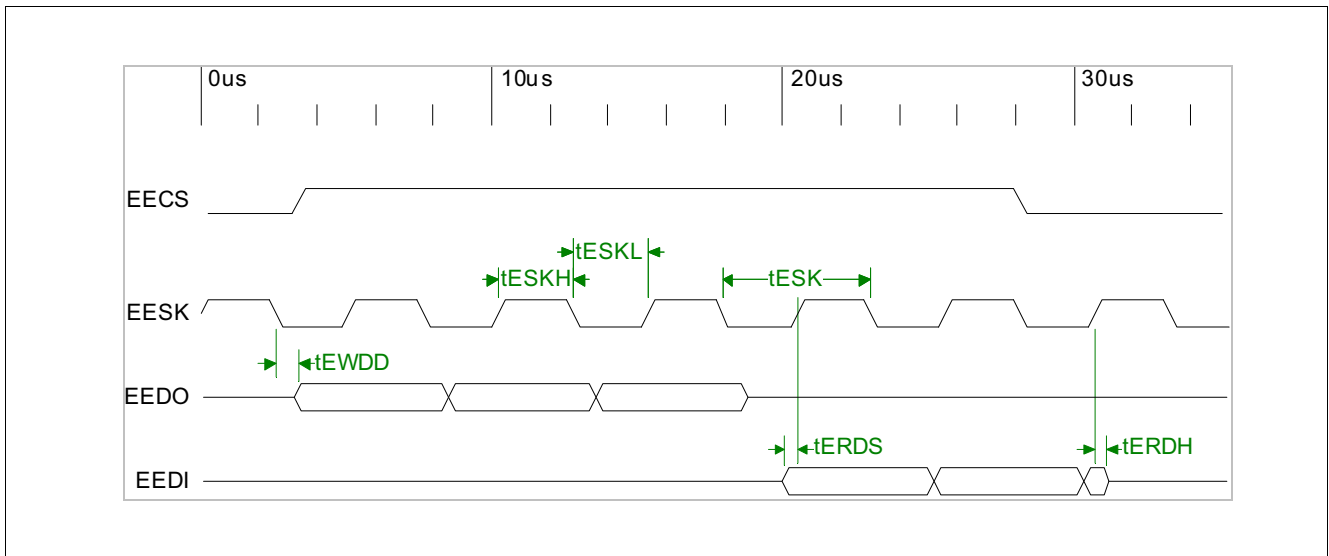 0us 10us 20us 30us
EECS
tESKL
tESKH tESK
EESK
tEWDD
EEDO
tERDS tERDH
EEDI